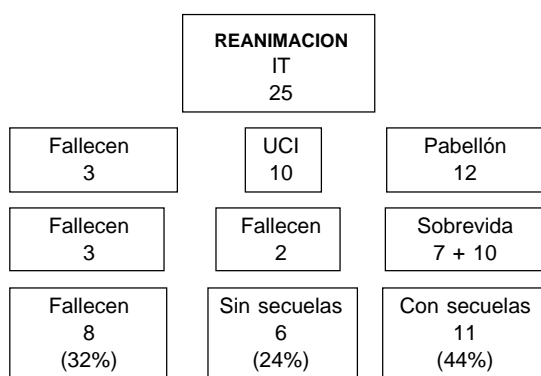 REANIMACION
IT
25
Fallecen
3
UCI
10
Pabellón
12
Fallecen
3
Fallecen
2
Sobrevida
7 + 10
Fallecen
8
(32%)
Sin secuelas
6
(24%)
Con secuelas
11
(44%)